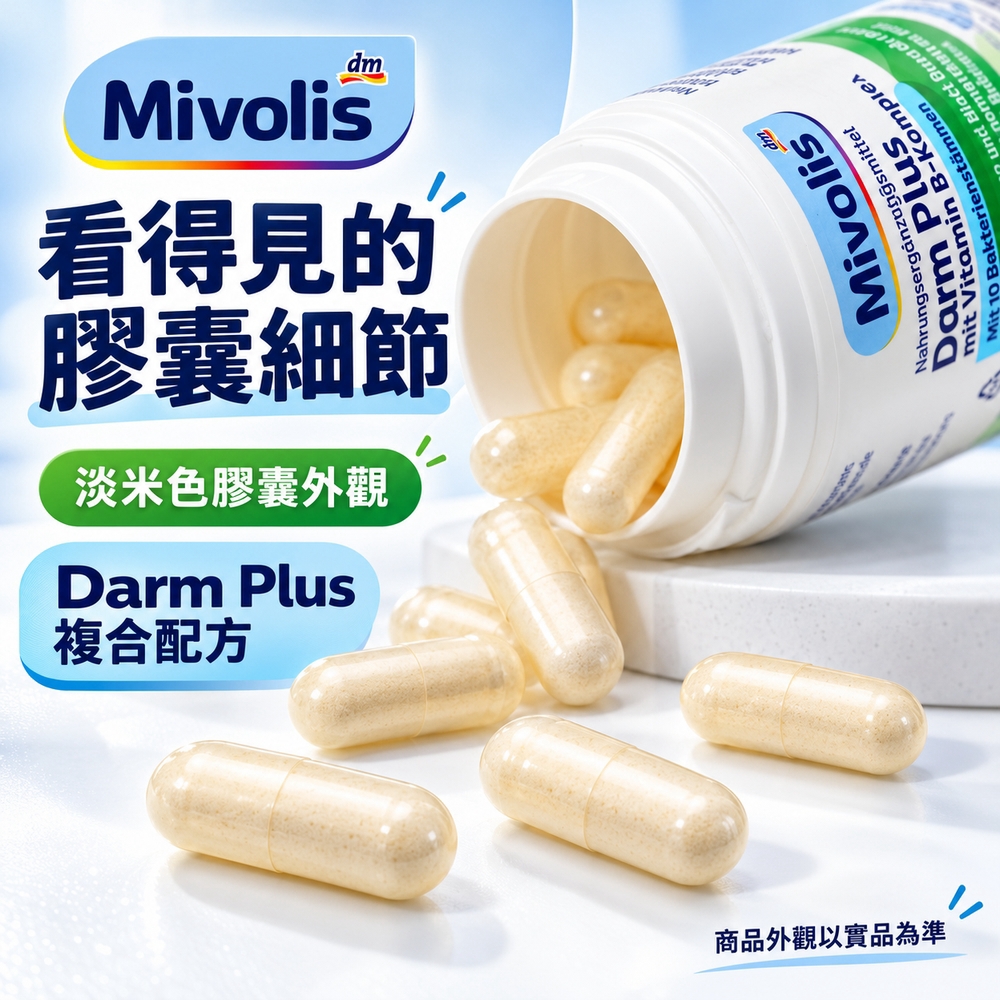 dm
Mivolis
看得見的
膠囊細節
淡米色膠囊外觀
Darm Plus
複合配方
dm
Mivolis
Nahrungsergänzungsmittel
Darm Plus
mit Vitamin B-Komplex
Mit 10 Bakterienstämmen
商品外觀以實品為準